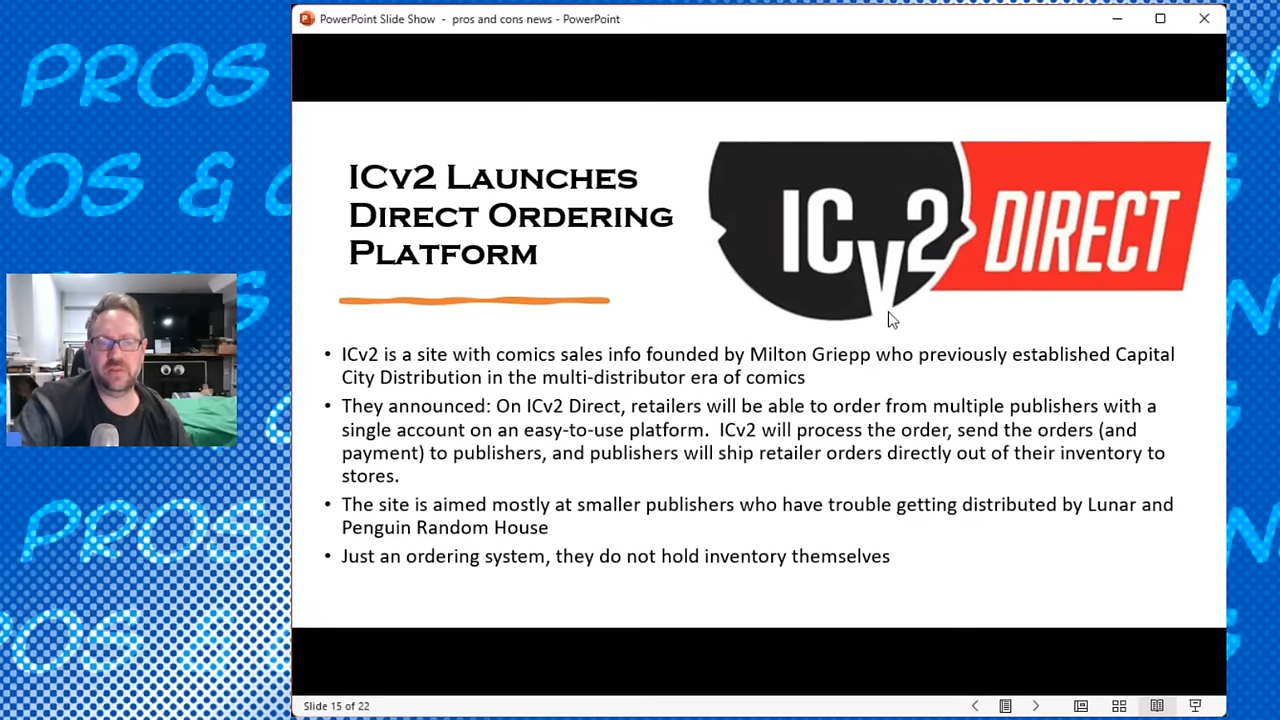 PowerPoint Slide Show - pros and cons news - PowerPoint
PROS
POS & C
PROS
ICv2 Launches
Direct Ordering
Platform
ICv2 DIRECT
• ICv2 is a site with comics sales info founded by Milton Griepp who previously established Capital
City Distribution in the multi-distributor era of comics
• They announced: On ICv2 Direct, retailers will be able to order from multiple publishers with a
single account on an easy-to-use platform. ICv2 will process the order, send the orders (and
payment) to publishers, and publishers will ship retailer orders directly out of their inventory to
stores.
• The site is aimed mostly at smaller publishers who have trouble getting distributed by Lunar and
Penguin Random House
• Just an ordering system, they do not hold inventory themselves
Slide 15 of 22